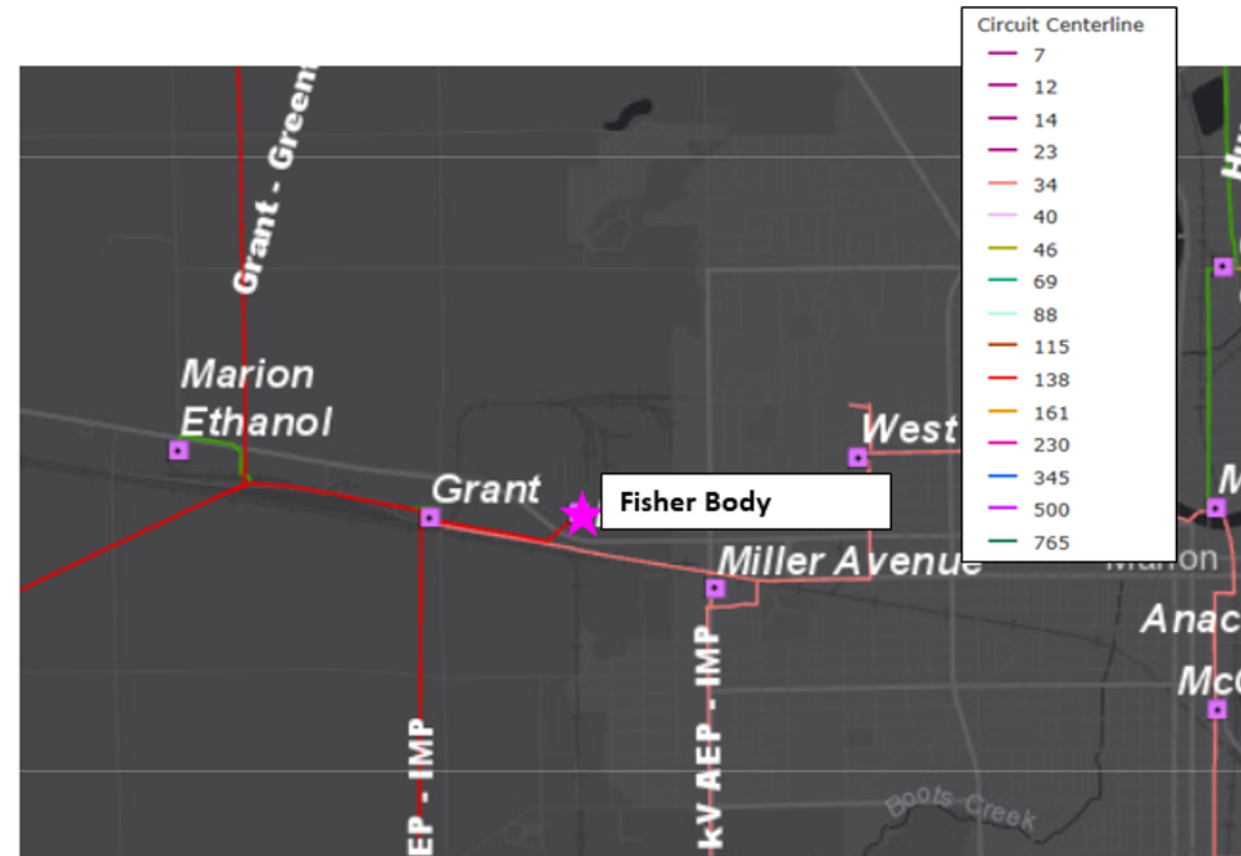 Circuit Centerline
7
12
14
23
34
40
46
69
88
115
138
161
230
345
500
765
Grant - Green
Marion
Ethanol
Grant
Fisher Body
West
Miller Avenue
Marion
Anac
McC
EP - IMP
kV AEP - IMP
Boots Creek
Hu
M